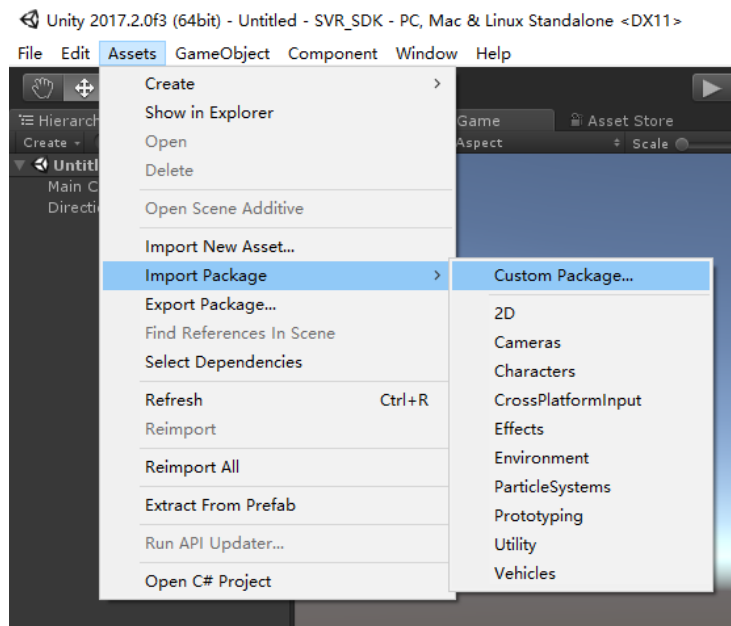 Unity 2017.2.0f3 (64bit) - Untitled - SVR_SDK - PC, Mac & Linux Standalone <DX11>
File Edit Assets GameObject Component Window Help
Hierarch
Create
Untitl
Main C
Directi
Game
Asset Store
Aspect
Scale
Create
Show in Explorer
Open
Delete
Open Scene Additive
Import New Asset...
Import Package
Export Package...
Find References In Scene
Select Dependencies
Refresh Ctrl+R
Reimport
Reimport All
Extract From Prefab
Run API Updater...
Open C# Project
Custom Package...
2D
Cameras
Characters
CrossPlatformInput
Effects
Environment
ParticleSystems
Prototyping
Utility
Vehicles